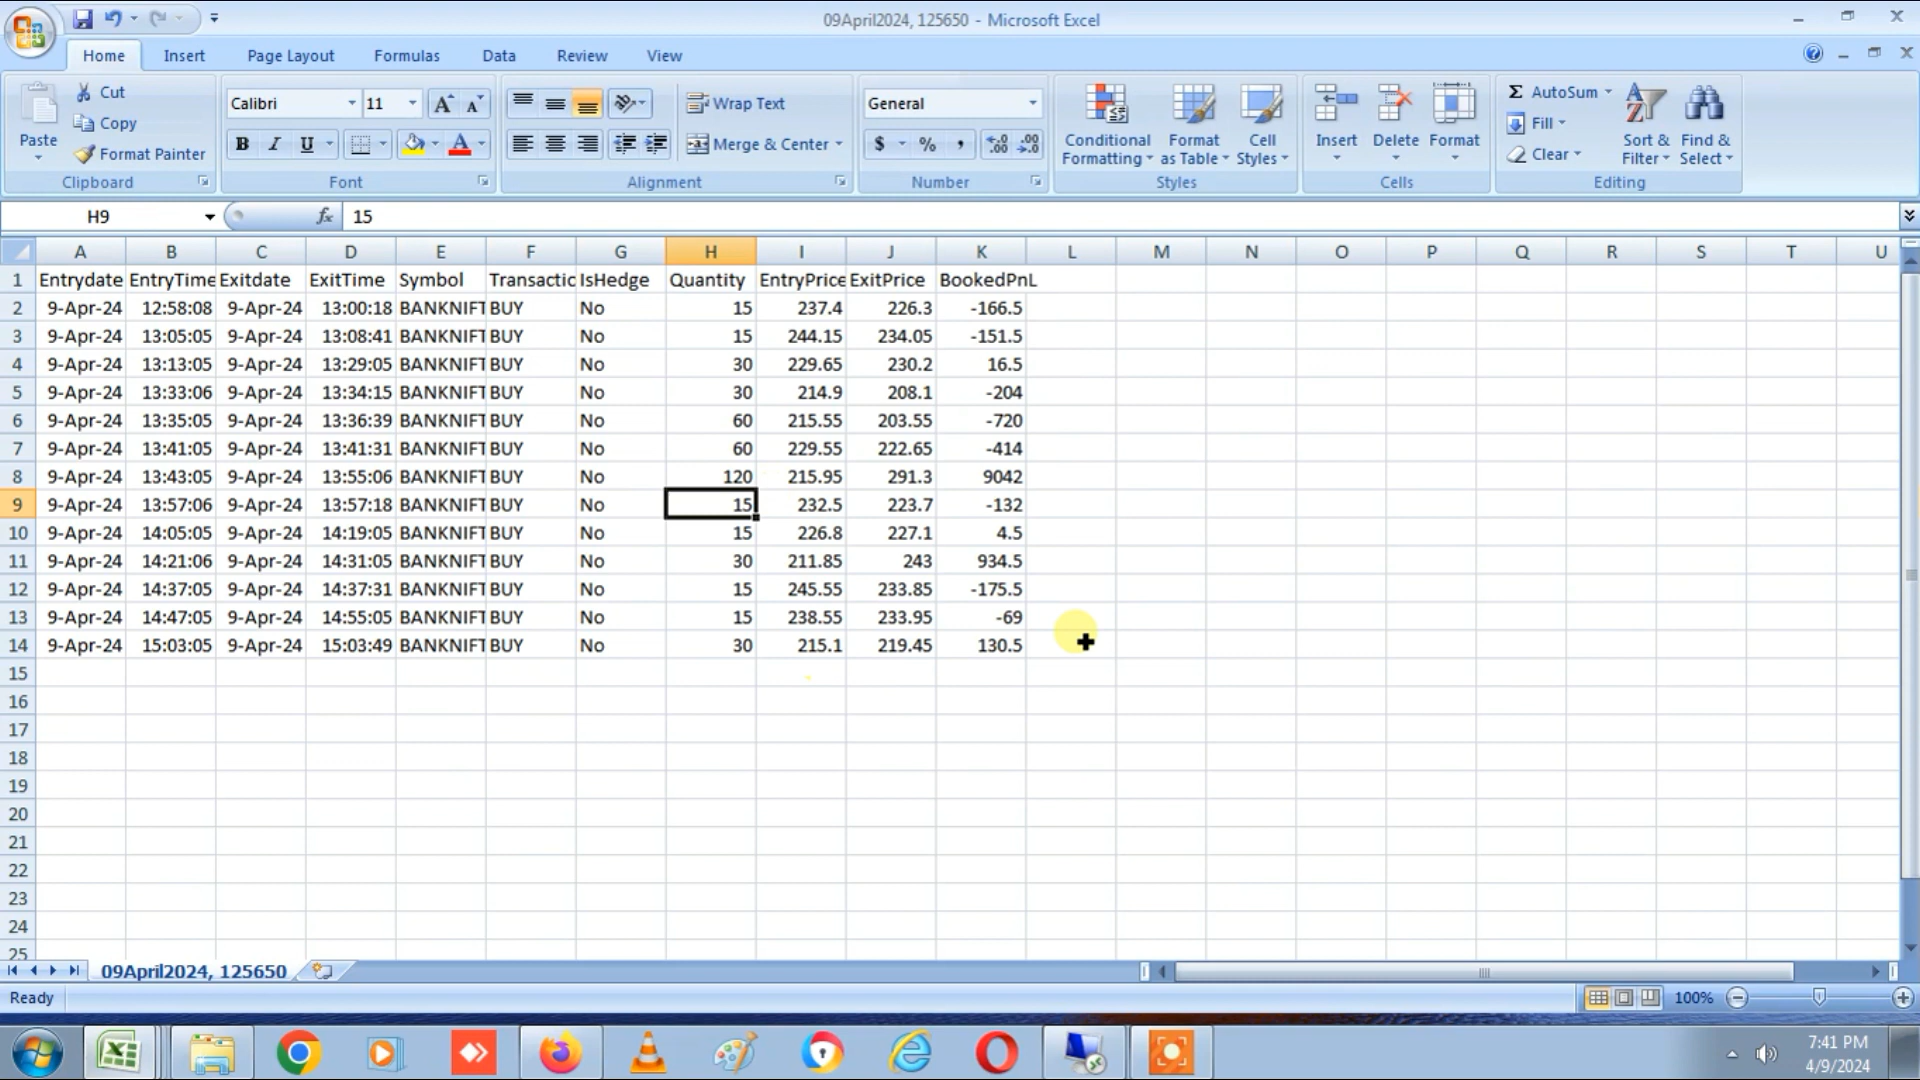 09April2024, 125650 - Microsoft Excel
Home Insert Page Layout Formulas Data Review View
Paste
Cut
Copy
Format Painter
Clipboard
Calibri 11
B I U
Font
Wrap Text
Merge & Center
Alignment
General
$ % ,
Number
Conditional Formatting
Format as Table
Cell Styles
Styles
Insert Delete Format
Cells
Σ AutoSum
Fill
Clear
Sort & Filter
Find & Select
Editing
H9 fx 15
A B C D E F G H I J K L M N O P Q R S T U
1 Entrydate EntryTime Exitdate ExitTime Symbol Transactic IsHedge Quantity EntryPrice ExitPrice BookedPnL
2 9-Apr-24 12:58:08 9-Apr-24 13:00:18 BANKNIFT BUY No 15 237.4 226.3 -166.5
3 9-Apr-24 13:05:05 9-Apr-24 13:08:41 BANKNIFT BUY No 15 244.15 234.05 -151.5
4 9-Apr-24 13:13:05 9-Apr-24 13:29:05 BANKNIFT BUY No 30 229.65 230.2 16.5
5 9-Apr-24 13:33:06 9-Apr-24 13:34:15 BANKNIFT BUY No 30 214.9 208.1 -204
6 9-Apr-24 13:35:05 9-Apr-24 13:36:39 BANKNIFT BUY No 60 215.55 203.55 -720
7 9-Apr-24 13:41:05 9-Apr-24 13:41:31 BANKNIFT BUY No 60 229.55 222.65 -414
8 9-Apr-24 13:43:05 9-Apr-24 13:55:06 BANKNIFT BUY No 120 215.95 291.3 9042
9 9-Apr-24 13:57:06 9-Apr-24 13:57:18 BANKNIFT BUY No 15 232.5 223.7 -132
10 9-Apr-24 14:05:05 9-Apr-24 14:19:05 BANKNIFT BUY No 15 226.8 227.1 4.5
11 9-Apr-24 14:21:06 9-Apr-24 14:31:05 BANKNIFT BUY No 30 211.85 243 934.5
12 9-Apr-24 14:37:05 9-Apr-24 14:37:31 BANKNIFT BUY No 15 245.55 233.85 -175.5
13 9-Apr-24 14:47:05 9-Apr-24 14:55:05 BANKNIFT BUY No 15 238.55 233.95 -69
14 9-Apr-24 15:03:05 9-Apr-24 15:03:49 BANKNIFT BUY No 30 215.1 219.45 130.5
15
16
17
18
19
20
21
22
23
24
25
09April2024, 125650
Ready 100%
7:41 PM
4/9/2024